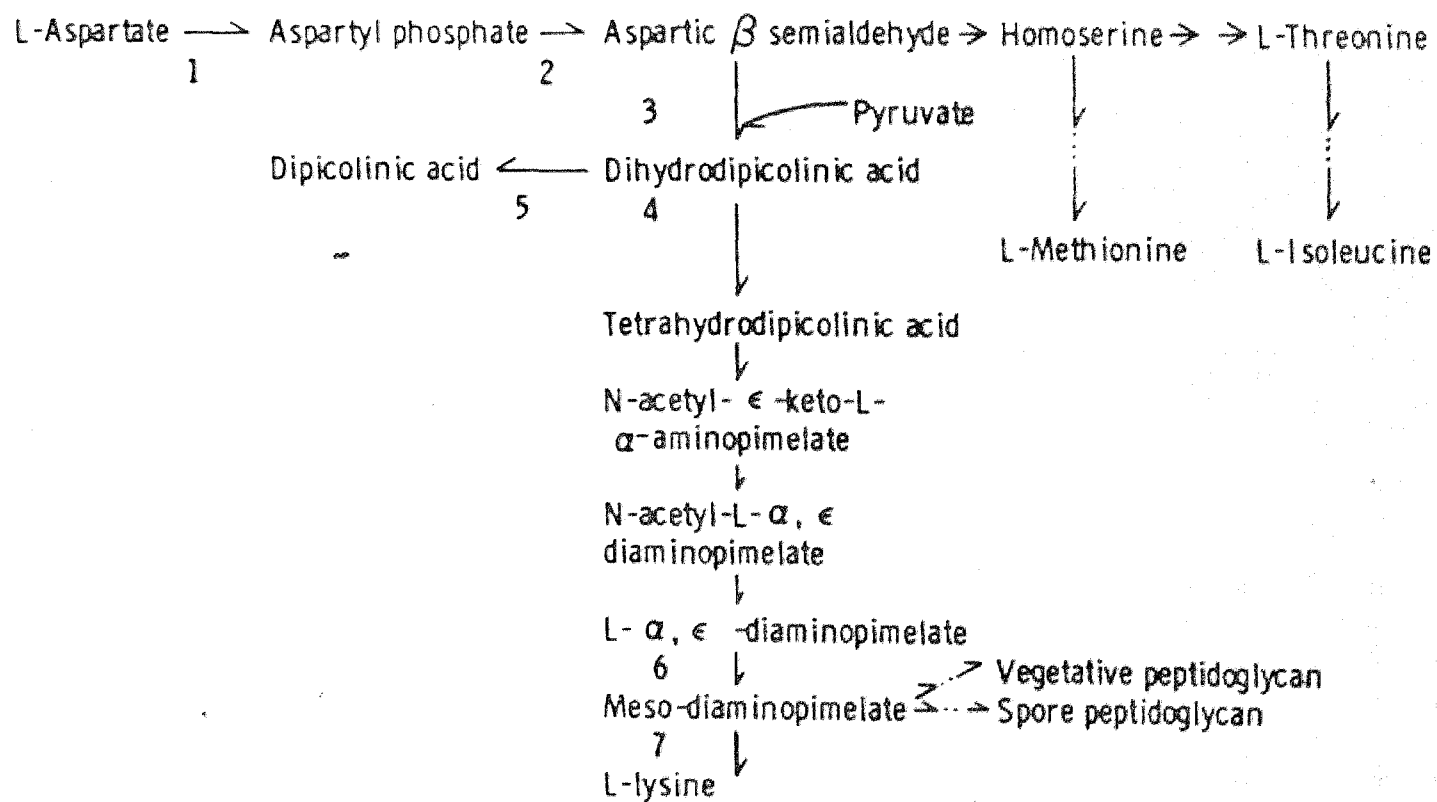 L-Aspartate → Aspartyl phosphate → Aspartic β semialdehyde → Homoserine → → L-Threonine
1 2
3 Pyruvate
Dipicolinic acid ← Dihydrodipicolinic acid
5 4
L-Methionine L-Isoleucine
Tetrahydrodipicolinic acid
N-acetyl- ϵ -keto-L-
α-aminopimelate
N-acetyl-L-α, ϵ
diaminopimelate
L- α, ϵ -diaminopimelate
6 Vegetative peptidoglycan
Meso-diaminopimelate Spore peptidoglycan
7
L-lysine